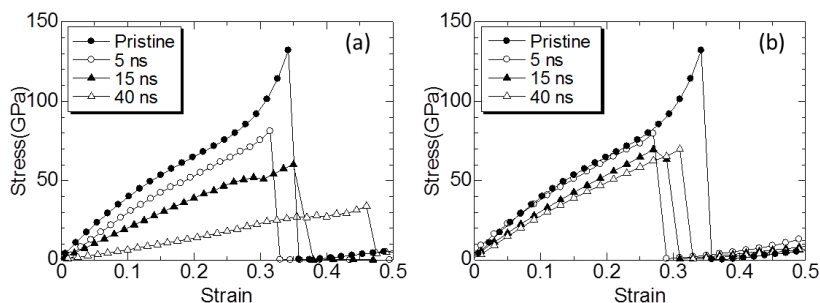 150
100
50
0
Stress(GPa)
Pristine
5 ns
15 ns
40 ns
(a)
0 0.1 0.2 0.3 0.4 0.5
Strain
150
100
50
0
Stress(GPa)
Pristine
5 ns
15 ns
40 ns
(b)
0 0.1 0.2 0.3 0.4 0.5
Strain